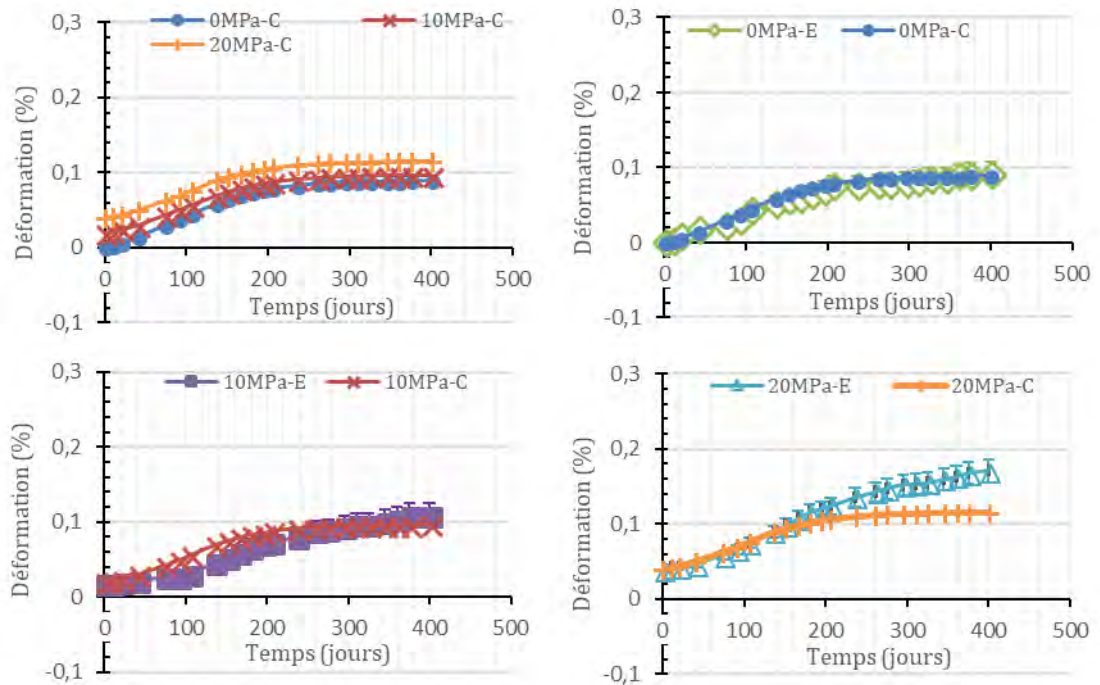 0MPa-C 10MPa-C
20MPa-C
Déformation (%)
0,3
0,2
0,1
0
-0,1
0 100 200 300 400 500
Temps (jours)
0MPa-E 0MPa-C
Déformation (%)
0,3
0,2
0,1
0
-0,1
0 100 200 300 400 500
Temps (jours)
10MPa-E 10MPa-C
Déformation (%)
0,3
0,2
0,1
0
-0,1
0 100 200 300 400 500
Temps (jours)
20MPa-E 20MPa-C
Déformation (%)
0,3
0,2
0,1
0
-0,1
0 100 200 300 400 500
Temps (jours)